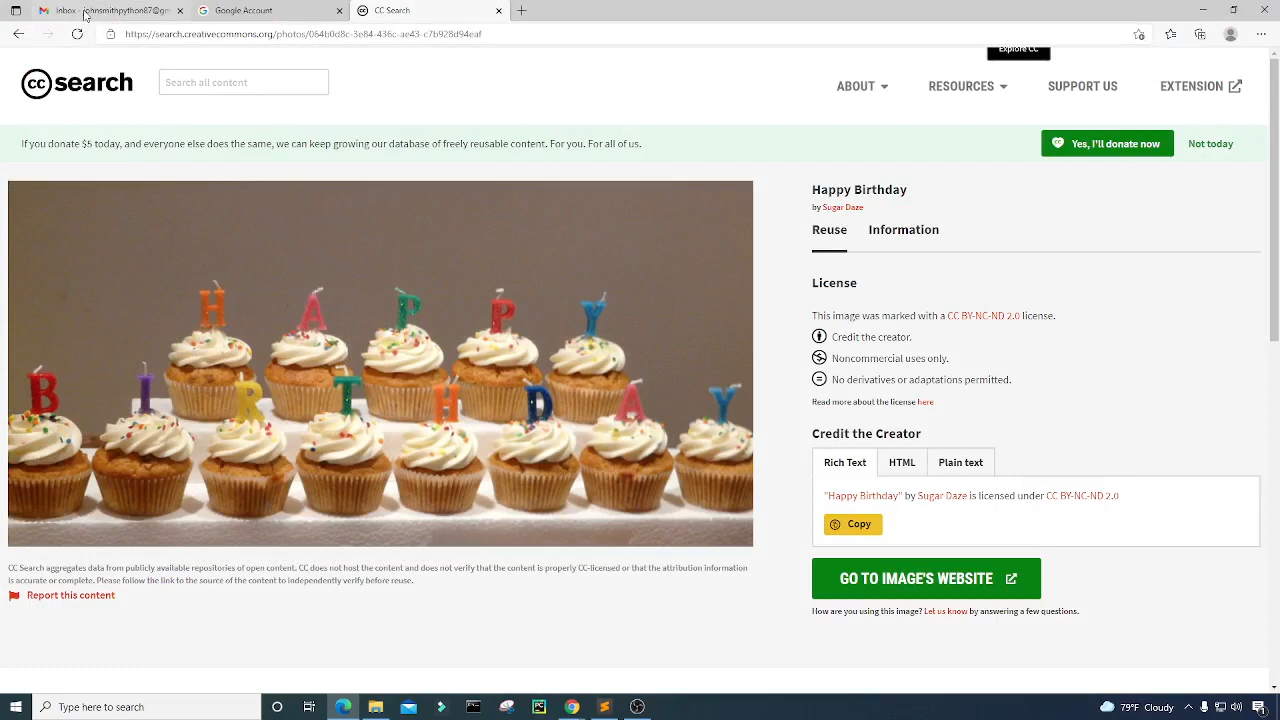 Inbox - johnsmithpython87@gm
Google Account
CC Search
https://search.creativecommons.org/photos/064b0d8c-3e84-436c-ae43-c7b928d94eaf
Explore CC
cc search
Search all content
ABOUT
RESOURCES
SUPPORT US
EXTENSION
If you donate $5 today, and everyone else does the same, we can keep growing our database of freely usable content. For you. For all of us.
Yes, I'll donate now
Not today
HAPPY
BIRTHDAY
Happy Birthday
by Sugar Daze
Reuse
Information
License
This image was marked with a CC BY-NC-ND 2.0 license.
Credit the creator.
Noncommercial uses only.
No derivatives or adaptations permitted.
Read more about the license here
Credit the Creator
Rich Text
HTML
Plain text
"Happy Birthday" by Sugar Daze is licensed under CC BY-NC-ND 2.0
Copy
CC Search aggregates data from publicly available repositories of open content. CC does not host the content and does not verify that the content is properly CC-licensed or that the attribution information
is accurate or complete. Please follow the link to the source of the content to independently verify before reuse.
Report this content
GO TO IMAGE'S WEBSITE
How are you using this image? Let us know by answering a few questions.
Type here to search
79°F Cloudy